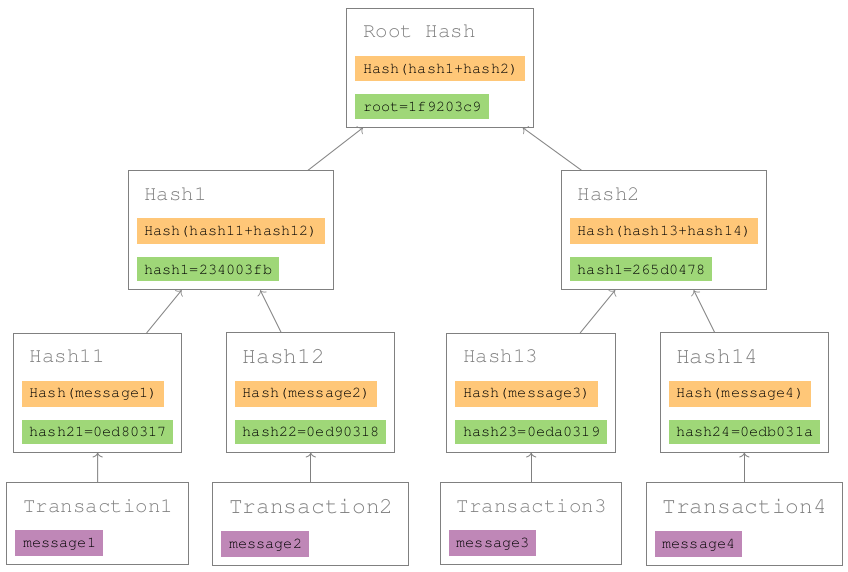 Root Hash
Hash(hash1+hash2)
root=1f9203c9
Hash1
Hash(hash11+hash12)
hash1=234003fb
Hash2
Hash(hash13+hash14)
hash1=265d0478
Hash11
Hash(message1)
hash21=0ed80317
Hash12
Hash(message2)
hash22=0ed90318
Hash13
Hash(message3)
hash23=0eda0319
Hash14
Hash(message4)
hash24=0edb031a
Transaction1
message1
Transaction2
message2
Transaction3
message3
Transaction4
message4